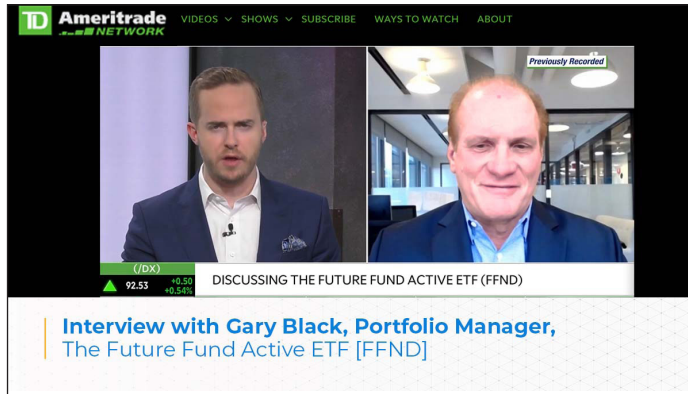 TD Ameritrade
NETWORK
VIDEOS SHOWS SUBSCRIBE WAYS TO WATCH ABOUT
Previously Recorded
(/DX)
92.53 +0.50
+0.54%
DISCUSSING THE FUTURE FUND ACTIVE ETF (FFND)
Interview with Gary Black, Portfolio Manager,
The Future Fund Active ETF [FFND]